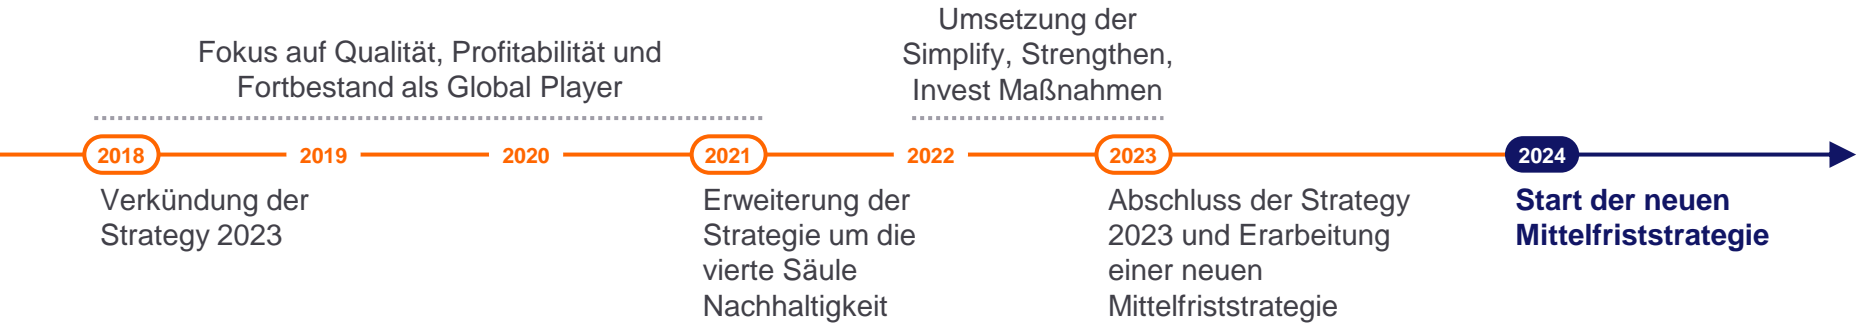 Fokus auf Qualität, Profitabilität und
Fortbestand als Global Player
Umsetzung der
Simplify, Strengthen,
Invest Maßnahmen
2018
2019
2020
2021
2022
2023
2024
Verkündung der
Strategy 2023
Erweiterung der
Strategie um die
vierte Säule
Nachhaltigkeit
Abschluss der Strategy
2023 und Erarbeitung
einer neuen
Mittelfriststrategie
Start der neuen
Mittelfriststrategie